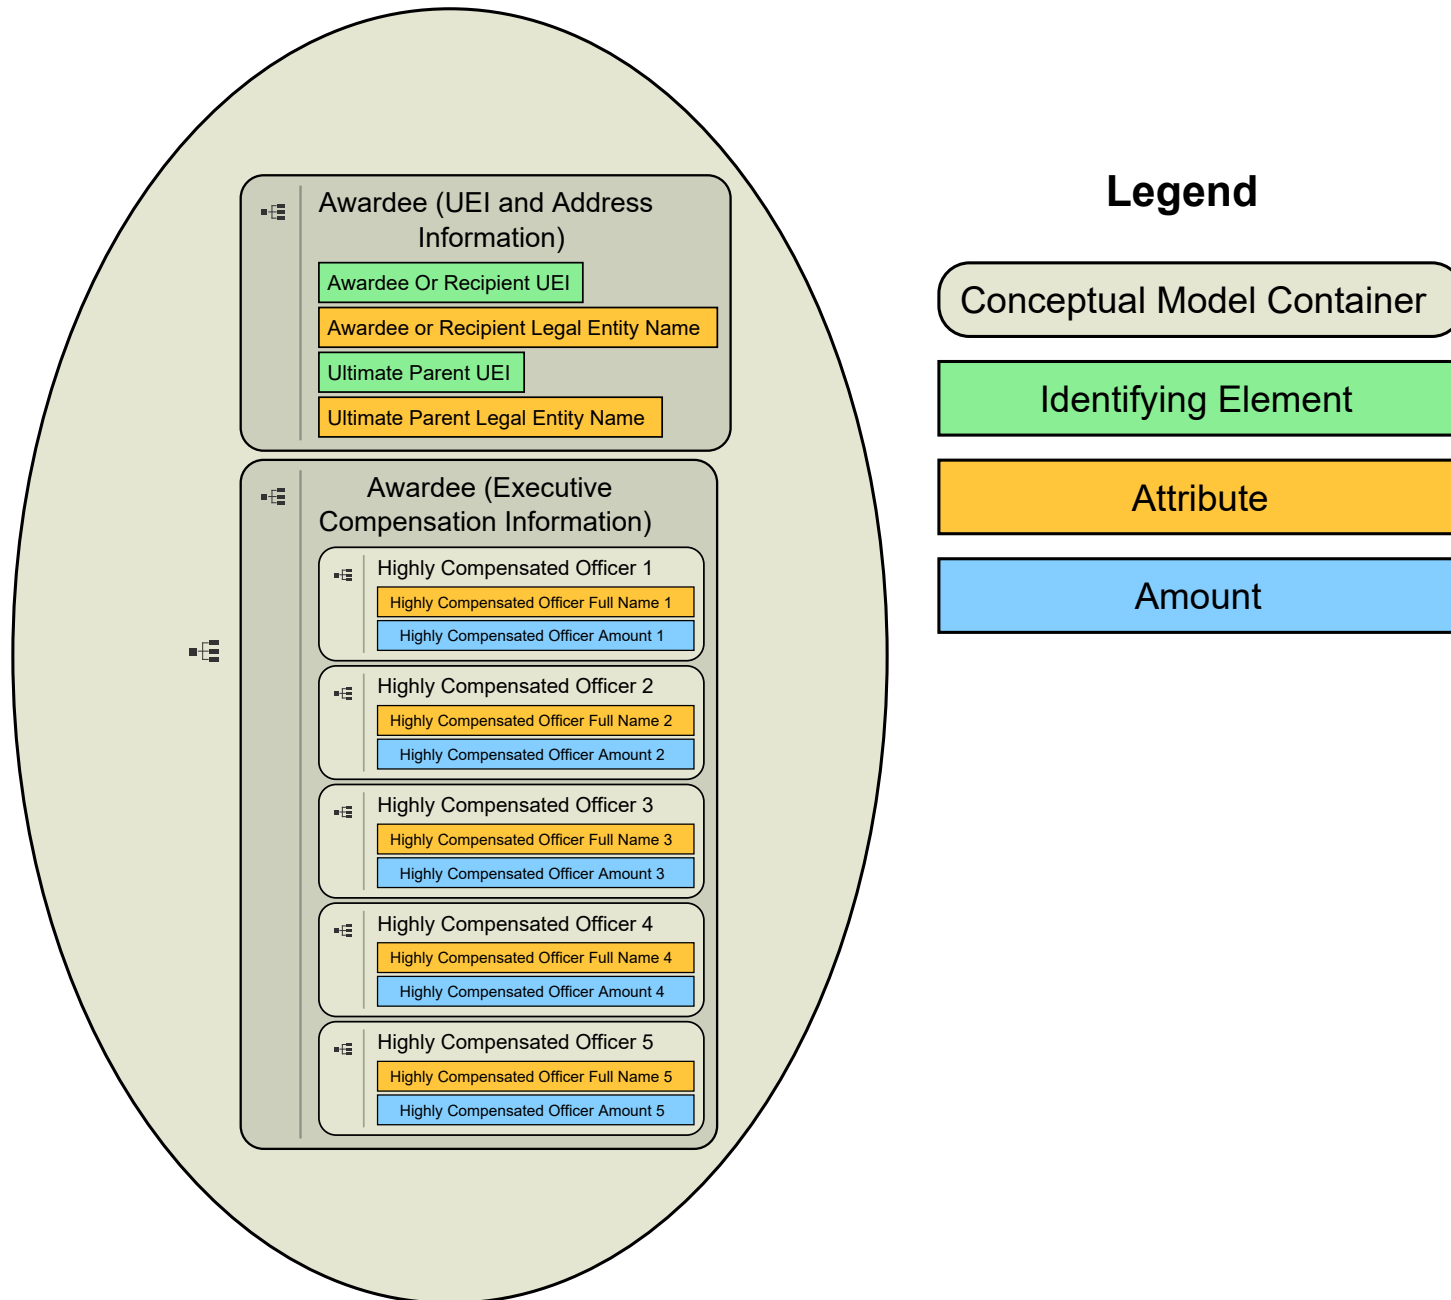 Awardee (UEI and Address
Information)
Awardee Or Recipient UEI
Awardee or Recipient Legal Entity Name
Ultimate Parent UEI
Ultimate Parent Legal Entity Name
Awardee (Executive
Compensation Information)
Highly Compensated Officer 1
Highly Compensated Officer Full Name 1
Highly Compensated Officer Amount 1
Highly Compensated Officer 2
Highly Compensated Officer Full Name 2
Highly Compensated Officer Amount 2
Highly Compensated Officer 3
Highly Compensated Officer Full Name 3
Highly Compensated Officer Amount 3
Highly Compensated Officer 4
Highly Compensated Officer Full Name 4
Highly Compensated Officer Amount 4
Highly Compensated Officer 5
Highly Compensated Officer Full Name 5
Highly Compensated Officer Amount 5
Legend
Conceptual Model Container
Identifying Element
Attribute
Amount